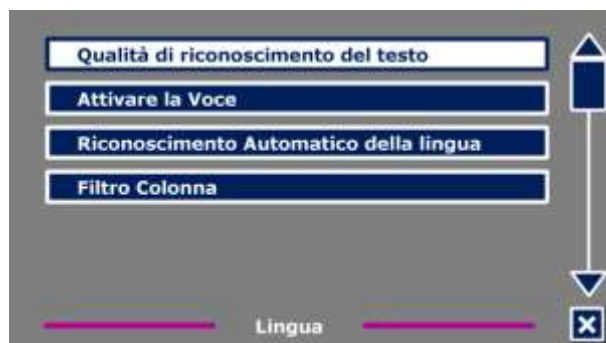 Qualità di riconoscimento del testo
Attivare la Voce
Riconoscimento Automatico della lingua
Filtro Colonna
Lingua